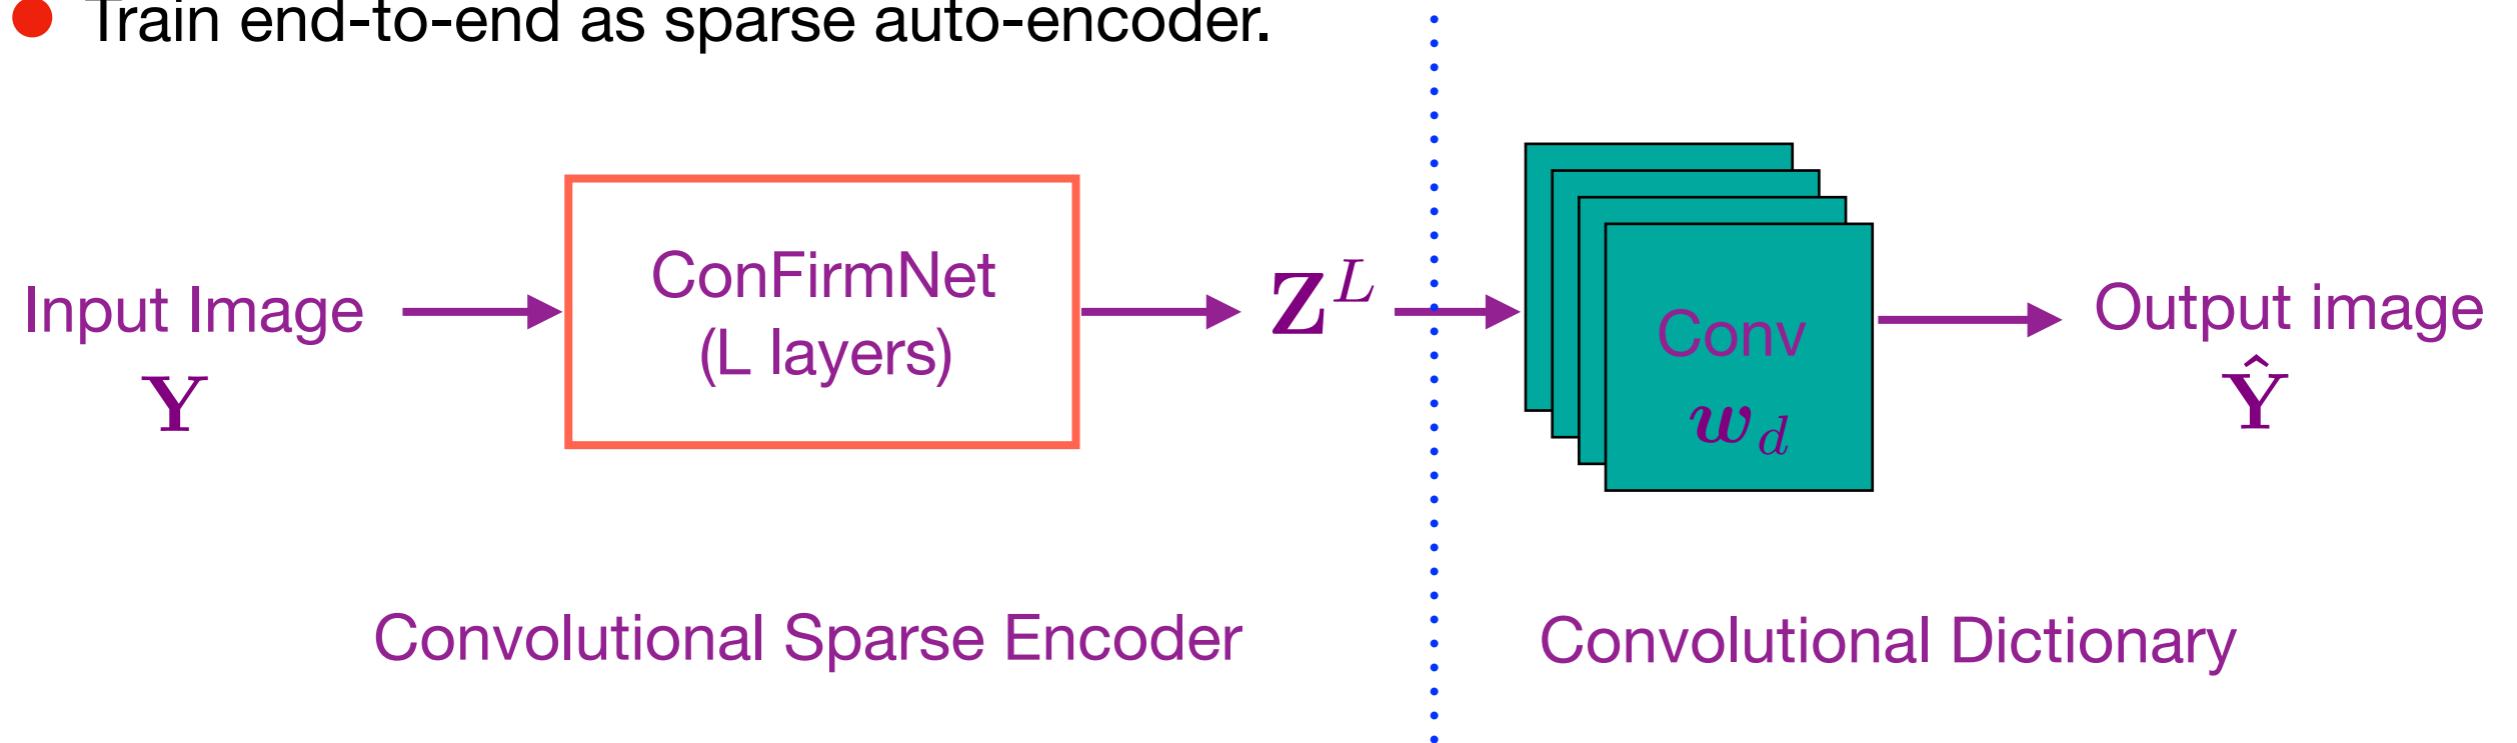 Train end-to-end as sparse auto-encoder.
Input Image
Y
ConFirmNet
(L layers)
Z^L
Conv
w_d
Output image
Ŷ
Convolutional Sparse Encoder
Convolutional Dictionary